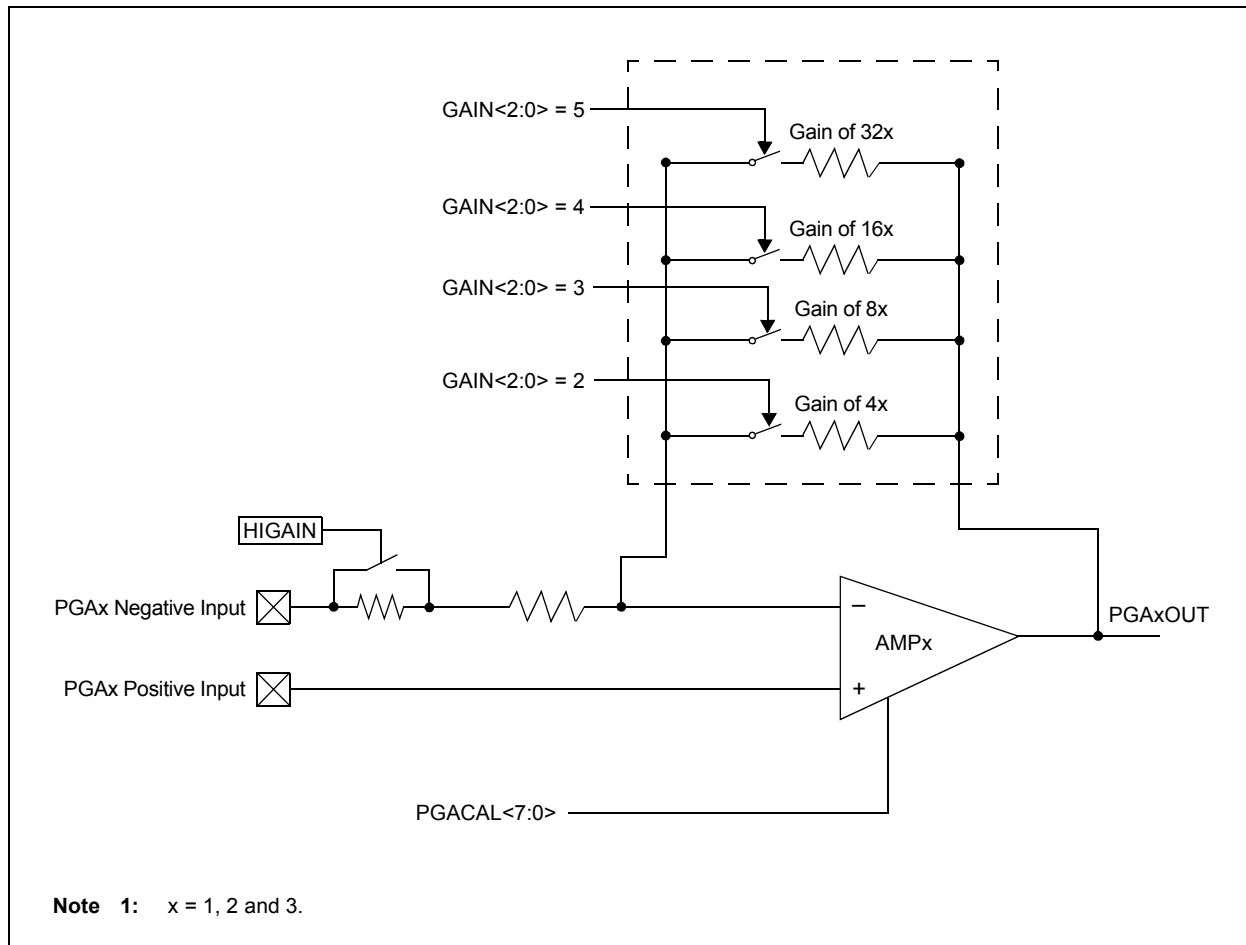 GAIN<2:0> = 5
Gain of 32x
GAIN<2:0> = 4
Gain of 16x
GAIN<2:0> = 3
Gain of 8x
GAIN<2:0> = 2
Gain of 4x
HIGAIN
PGAx Negative Input
–
PGAxOUT
AMPx
PGAx Positive Input
+
PGACAL<7:0>
Note 1: x = 1, 2 and 3.